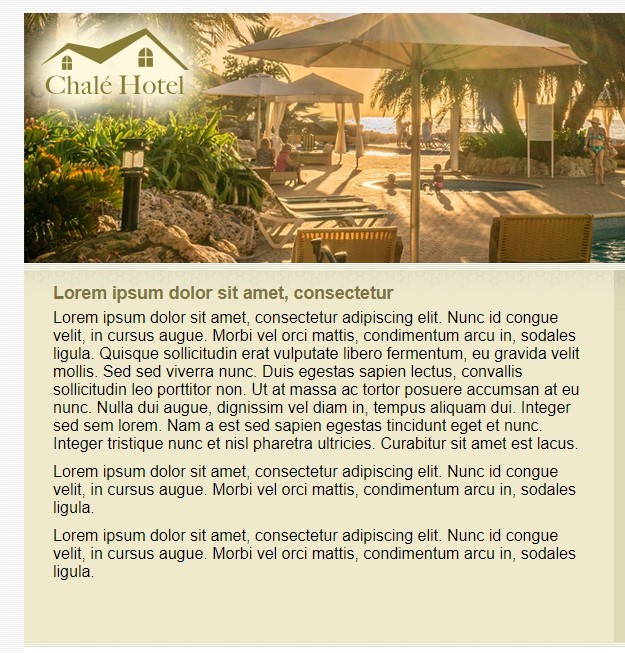 Chalé Hotel
Lorem ipsum dolor sit amet, consectetur
Lorem ipsum dolor sit amet, consectetur adipiscing elit. Nunc id congue
velit, in cursus augue. Morbi vel orci mattis, condimentum arcu in, sodales
ligula. Quisque sollicitudin erat vulputate libero fermentum, eu gravida velit
mollis. Sed sed viverra nunc. Duis egestas sapien lectus, convallis
sollicitudin leo porttitor non. Ut at massa ac tortor posuere accumsan at eu
nunc. Nulla dui augue, dignissim vel diam in, tempus aliquam dui. Integer
sed sem lorem. Nam a est sed sapien egestas tincidunt eget et nunc.
Integer tristique nunc et nisl pharetra ultricies. Curabitur sit amet est lacus.
Lorem ipsum dolor sit amet, consectetur adipiscing elit. Nunc id congue
velit, in cursus augue. Morbi vel orci mattis, condimentum arcu in, sodales
ligula.
Lorem ipsum dolor sit amet, consectetur adipiscing elit. Nunc id congue
velit, in cursus augue. Morbi vel orci mattis, condimentum arcu in, sodales
ligula.